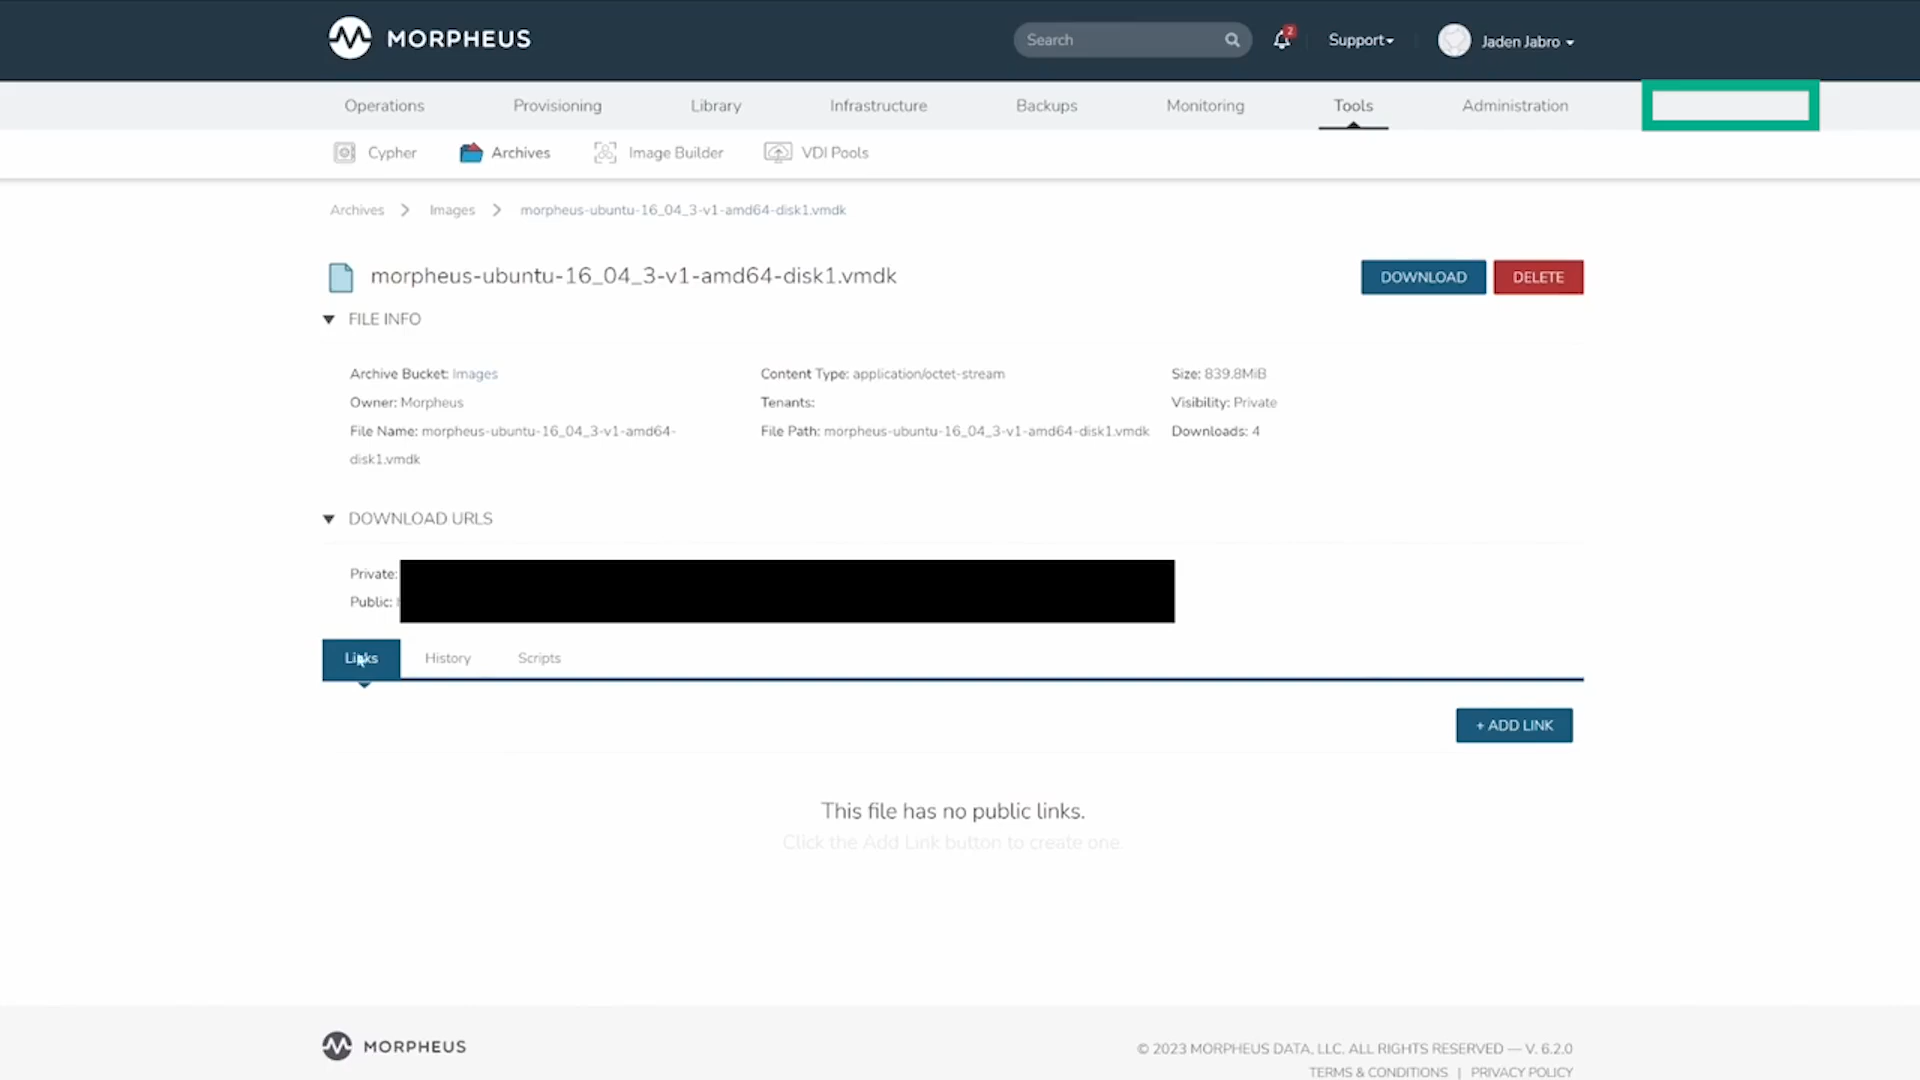 MORPHEUS
Search
2
Support
Jaden Jabro
Operations
Provisioning
Library
Infrastructure
Backups
Monitoring
Tools
Administration
Cypher
Archives
Image Builder
VDI Pools
Archives
Images
morpheus-ubuntu-16_04_3-v1-amd64-disk1.vmdk
morpheus-ubuntu-16_04_3-v1-amd64-disk1.vmdk
DOWNLOAD
DELETE
FILE INFO
Archive Bucket: Images
Content Type: application/octet-stream
Size: 839.8MiB
Owner: Morpheus
Tenants:
Visibility: Private
File Name: morpheus-ubuntu-16_04_3-v1-amd64-
disk1.vmdk
File Path: morpheus-ubuntu-16_04_3-v1-amd64-disk1.vmdk
Downloads: 4
DOWNLOAD URLS
Private:
Public:
Links
History
Scripts
+ ADD LINK
This file has no public links.
Click the Add Link button to create one.
MORPHEUS
© 2023 MORPHEUS DATA, LLC. ALL RIGHTS RESERVED — V. 6.2.0
TERMS & CONDITIONS | PRIVACY POLICY